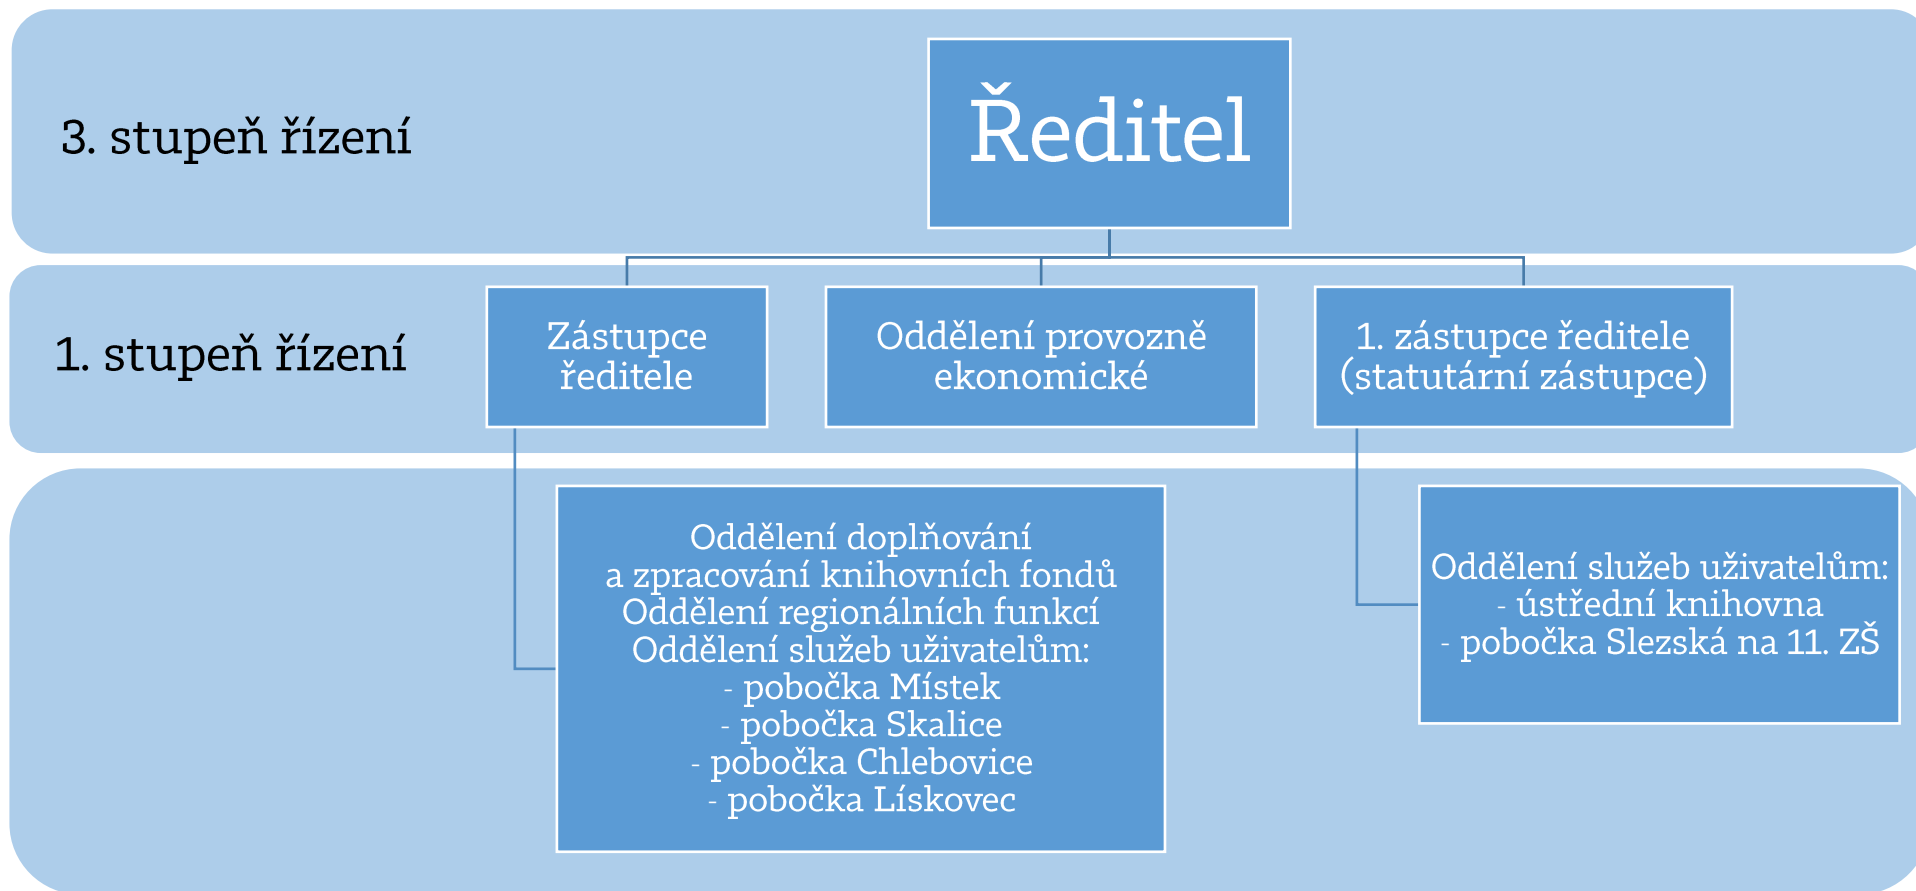 3. stupeň řízení
Ředitel
1. stupeň řízení
Zástupce
ředitele
Oddělení provozně
ekonomické
1. zástupce ředitele
(statutární zástupce)
Oddělení doplňování
a zpracování knihovních fondů
Oddělení regionálních funkcí
Oddělení služeb uživatelům:
- pobočka Místek
- pobočka Skalice
- pobočka Chlebovice
- pobočka Lískovec
Oddělení služeb uživatelům:
- ústřední knihovna
- pobočka Slezská na 11. ZŠ